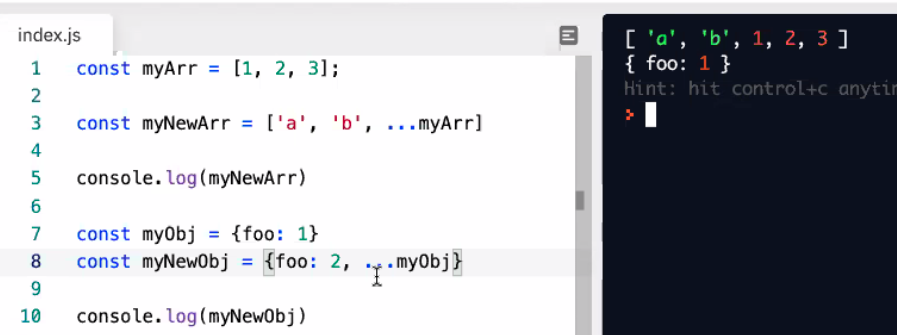 index.js
1 const myArr = [1, 2, 3];
2
3 const myNewArr = ['a', 'b', ...myArr]
4
5 console.log(myNewArr)
6
7 const myObj = {foo: 1}
8 const myNewObj = {foo: 2, ...myObj}
9
10 console.log(myNewObj)
[ 'a', 'b', 1, 2, 3 ]
{ foo: 1 }
Hint: hit control+c anytin
>